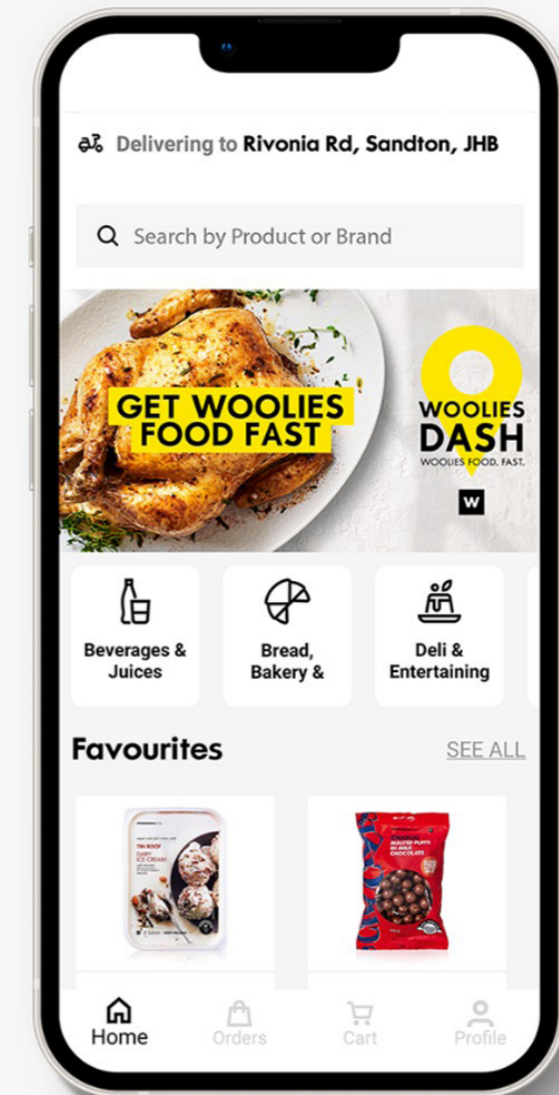 Delivering to Rivonia Rd, Sandton, JHB
Search by Product or Brand
GET WOOLIES
FOOD FAST
WOOLIES
DASH
WOOLIES FOOD. FAST.
W
Beverages &
Juices
Bread,
Bakery &
Deli &
Entertaining
Favourites
SEE ALL
TIN ROOF
DAIRY
ICE CREAM
MALTED PUFFS
IN MILK
CHOCOLATE
Home
Orders
Cart
Profile